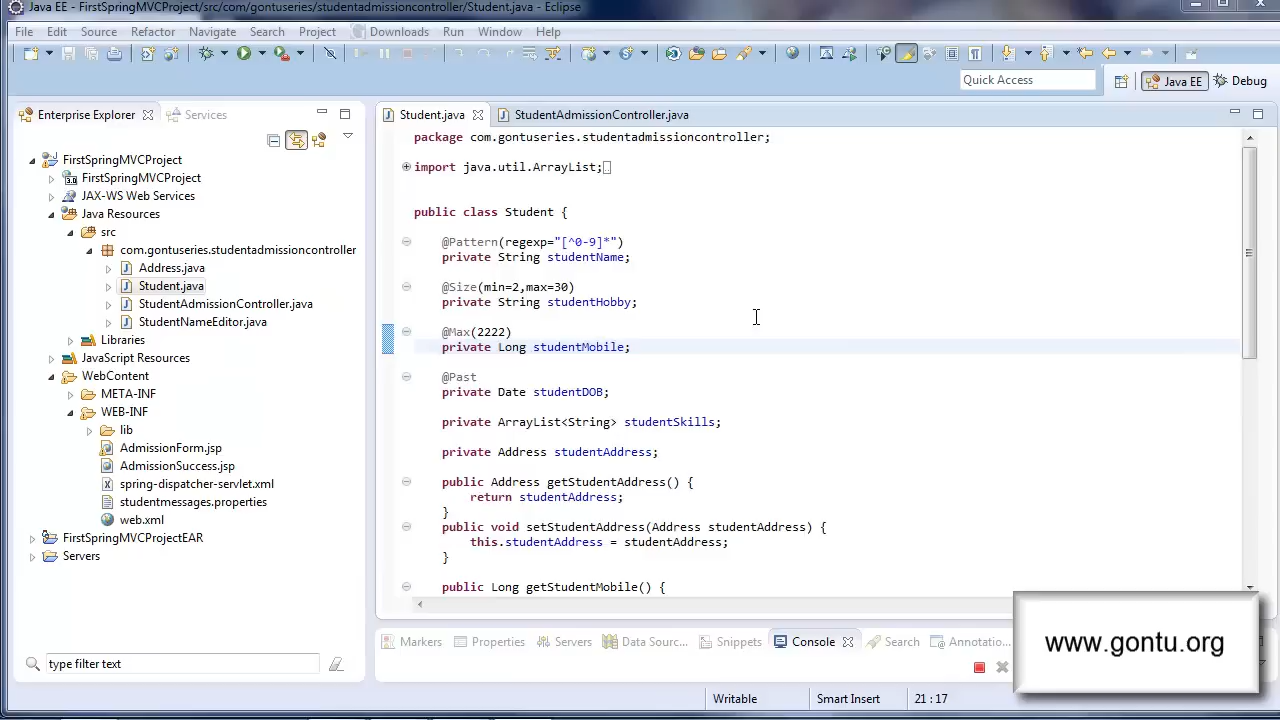 Java EE - FirstSpringMVCProject/src/com/gontuseries/studentadmissioncontroller/Student.java - Eclipse
File Edit Source Refactor Navigate Search Project Downloads Run Window Help
Quick Access
Java EE
Debug
Enterprise Explorer
Services
FirstSpringMVCProject
FirstSpringMVCProject
JAX-WS Web Services
Java Resources
src
com.gontuseries.studentadmissioncontroller
Address.java
Student.java
StudentAdmissionController.java
StudentNameEditor.java
Libraries
JavaScript Resources
WebContent
META-INF
WEB-INF
lib
AdmissionForm.jsp
AdmissionSuccess.jsp
spring-dispatcher-servlet.xml
studentmessages.properties
web.xml
FirstSpringMVCProjectEAR
Servers
type filter text
Student.java
StudentAdmissionController.java
package com.gontuseries.studentadmissioncontroller;
import java.util.ArrayList;
public class Student {
@Pattern(regexp="[^0-9]*")
private String studentName;
@Size(min=2,max=30)
private String studentHobby;
@Max(2222)
private Long studentMobile;
@Past
private Date studentDOB;
private ArrayList<String> studentSkills;
private Address studentAddress;
public Address getStudentAddress() {
return studentAddress;
}
public void setStudentAddress(Address studentAddress) {
this.studentAddress = studentAddress;
}
public Long getStudentMobile() {
Markers Properties Servers Data Sourc... Snippets Console Search Annotatio...
www.gontu.org
Writable Smart Insert 21 : 17